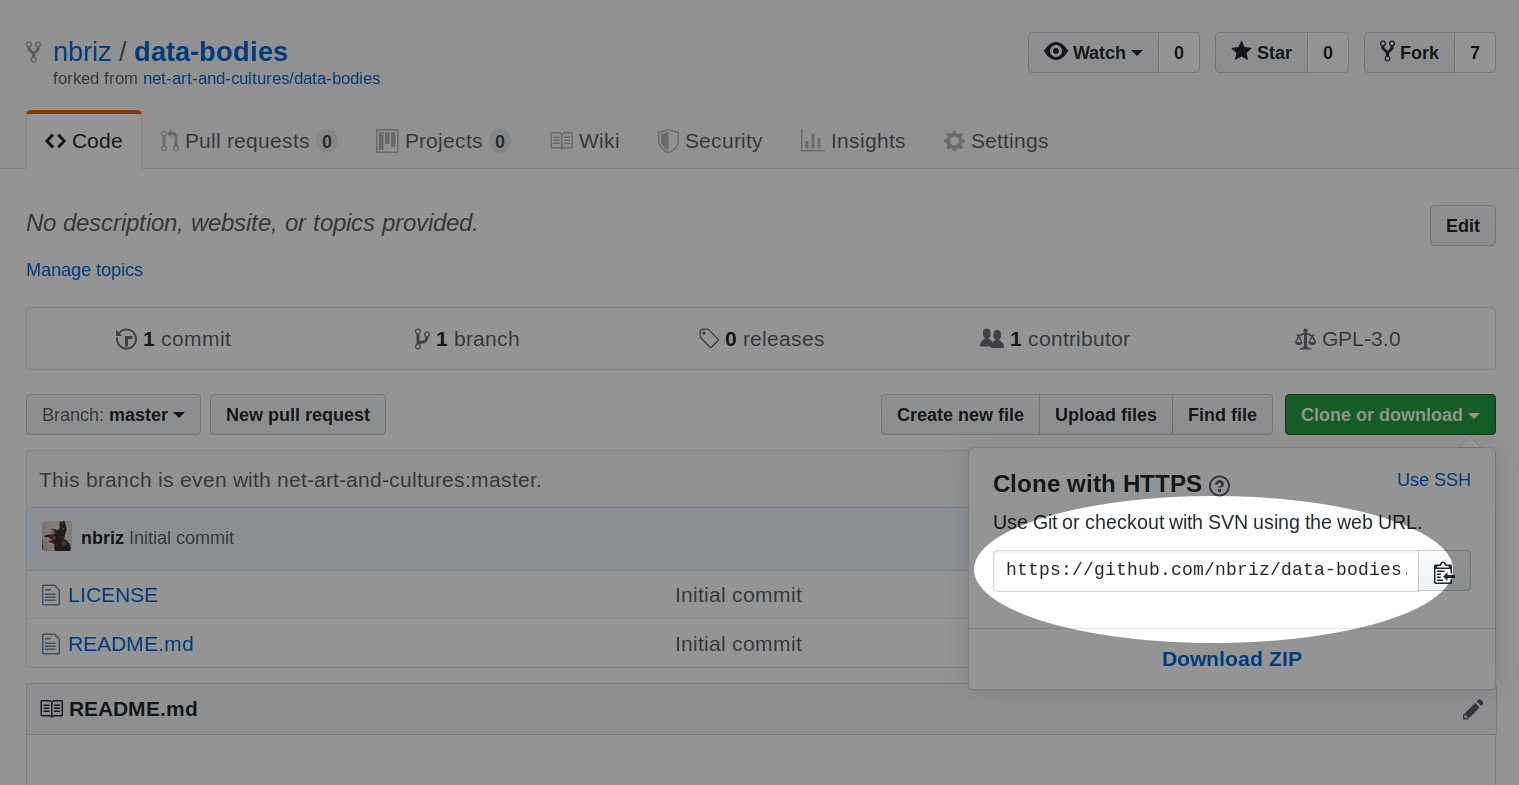 nbriz / data-bodies
forked from net-art-and-cultures/data-bodies
Watch 0 Star 0 Fork 7
Code Pull requests 0 Projects 0 Wiki Security Insights Settings
No description, website, or topics provided.
Edit
Manage topics
1 commit 1 branch 0 releases 1 contributor GPL-3.0
Branch: master New pull request Create new file Upload files Find file Clone or download
This branch is even with net-art-and-cultures:master.
nbriz Initial commit
LICENSE Initial commit
README.md Initial commit
Clone with HTTPS ? Use SSH
Use Git or checkout with SVN using the web URL.
https://github.com/nbriz/data-bodies.
Download ZIP
README.md